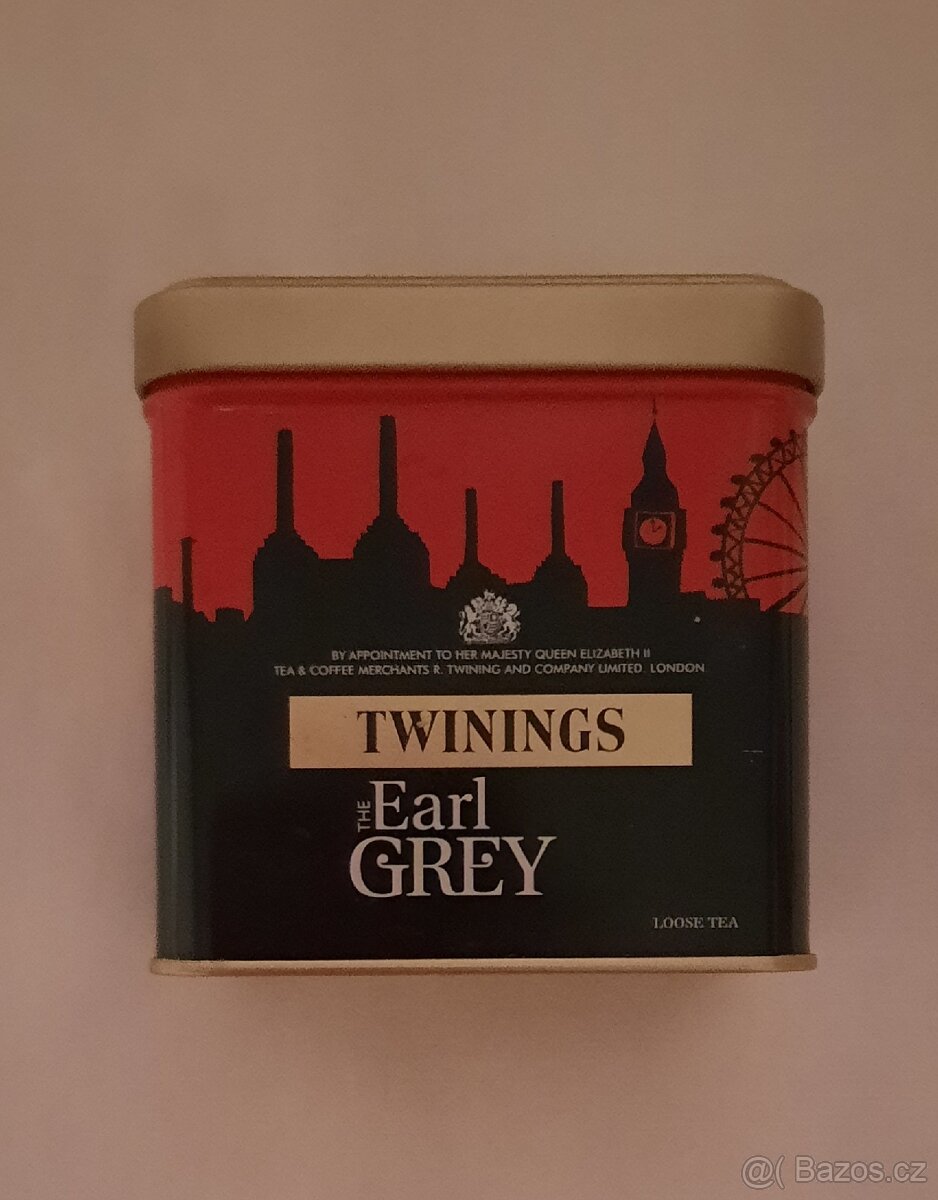 BY APPOINTMENT TO HER MAJESTY QUEEN ELIZABETH II
TEA & COFFEE MERCHANTS R. TWINING AND COMPANY LIMITED. LONDON
TWININGS
THE Earl
GREY
LOOSE TEA
@( Bazos.cz